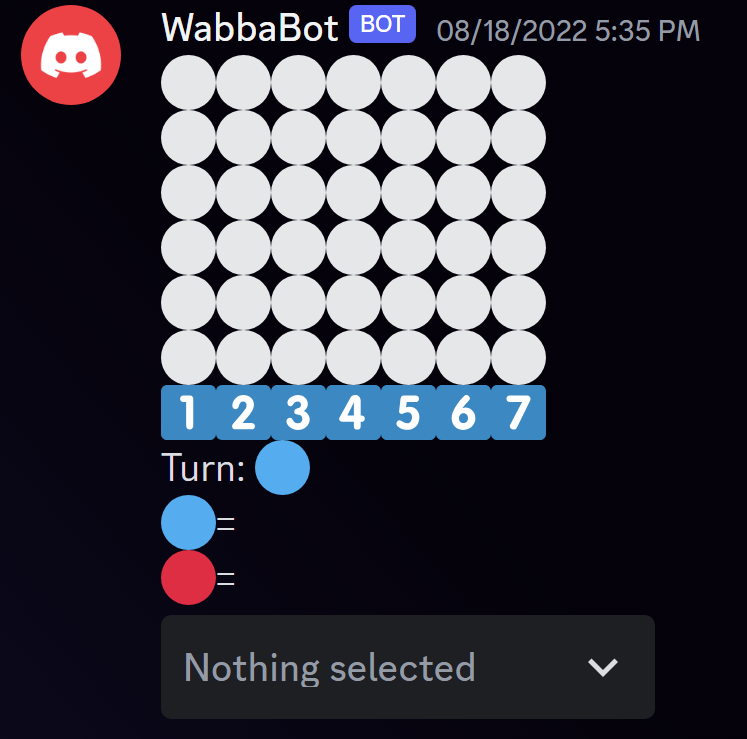 WabbaBot BOT 08/18/2022 5:35 PM
1 2 3 4 5 6 7
Turn:
=
=
Nothing selected